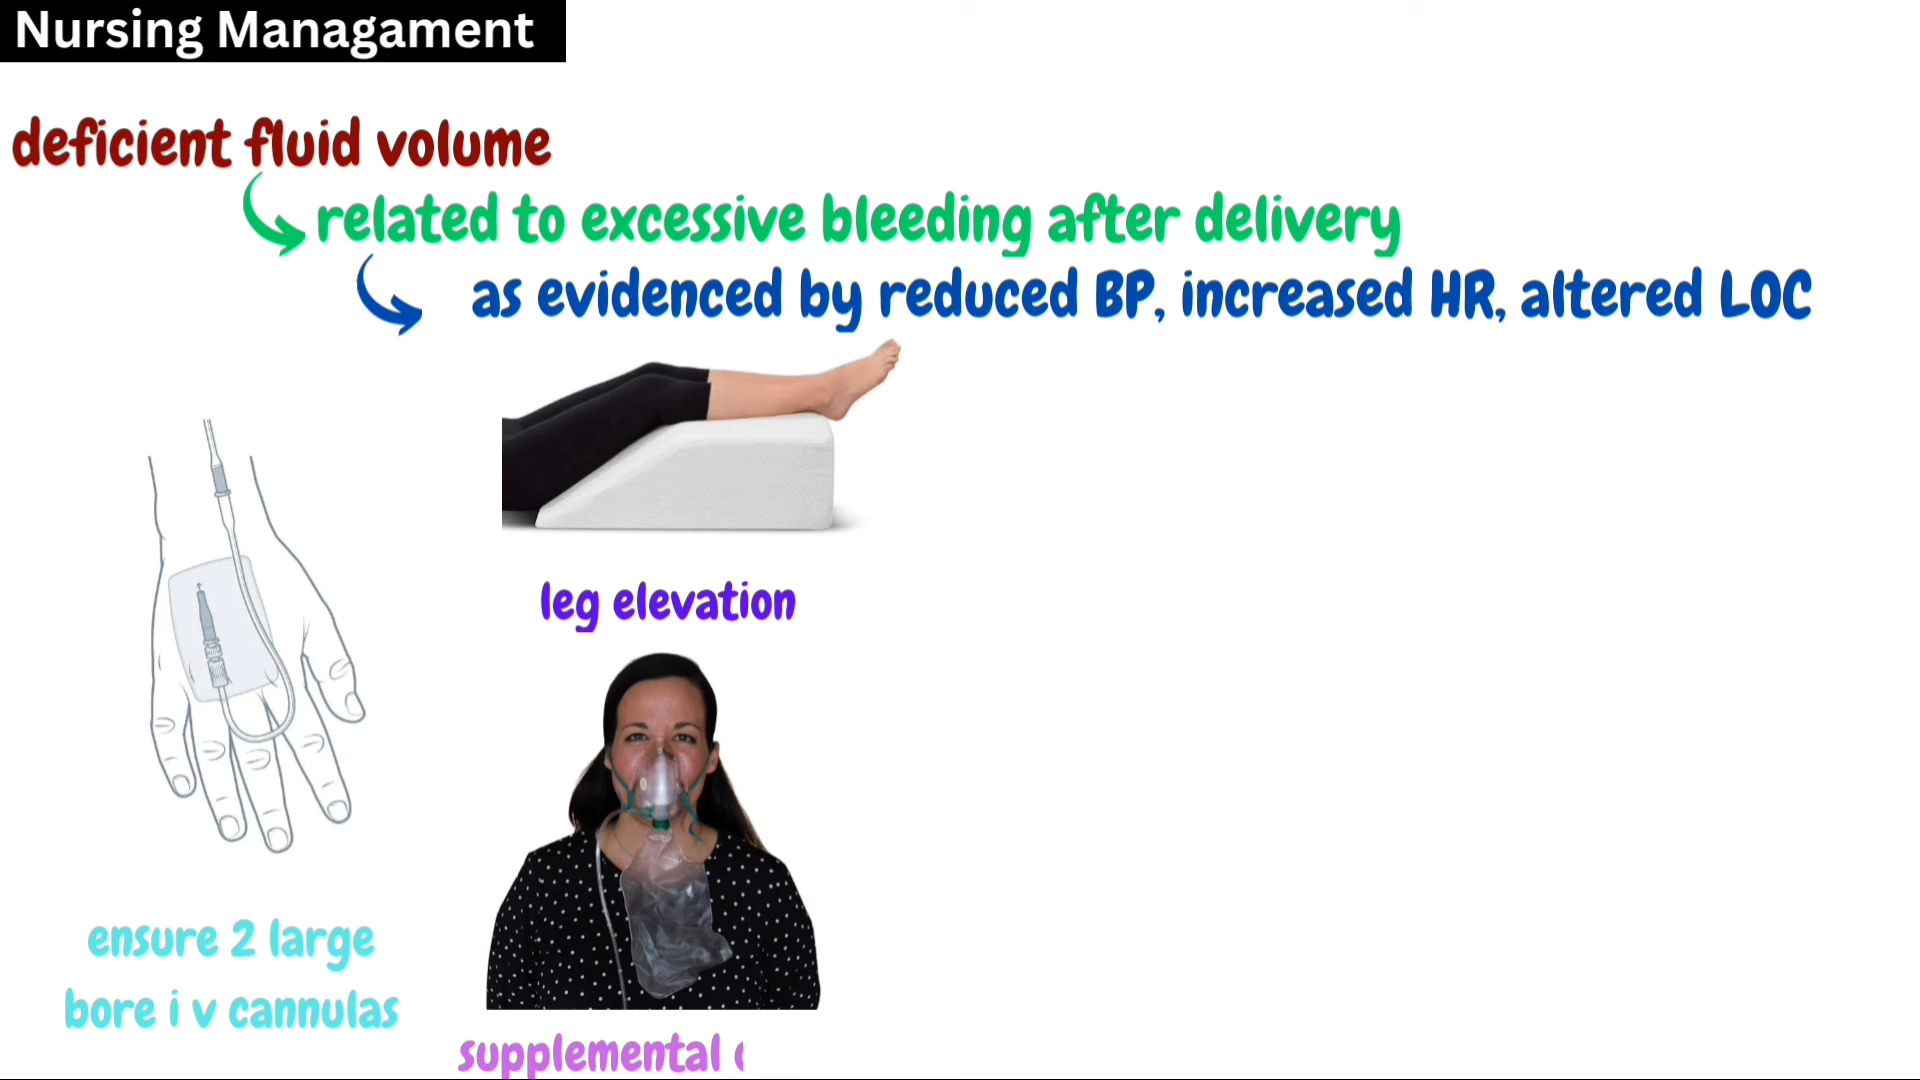 Nursing Managament
deficient fluid volume
related to excessive bleeding after delivery
as evidenced by reduced BP, increased HR, altered LOC
leg elevation
ensure 2 large
bore i v cannulas
supplemental